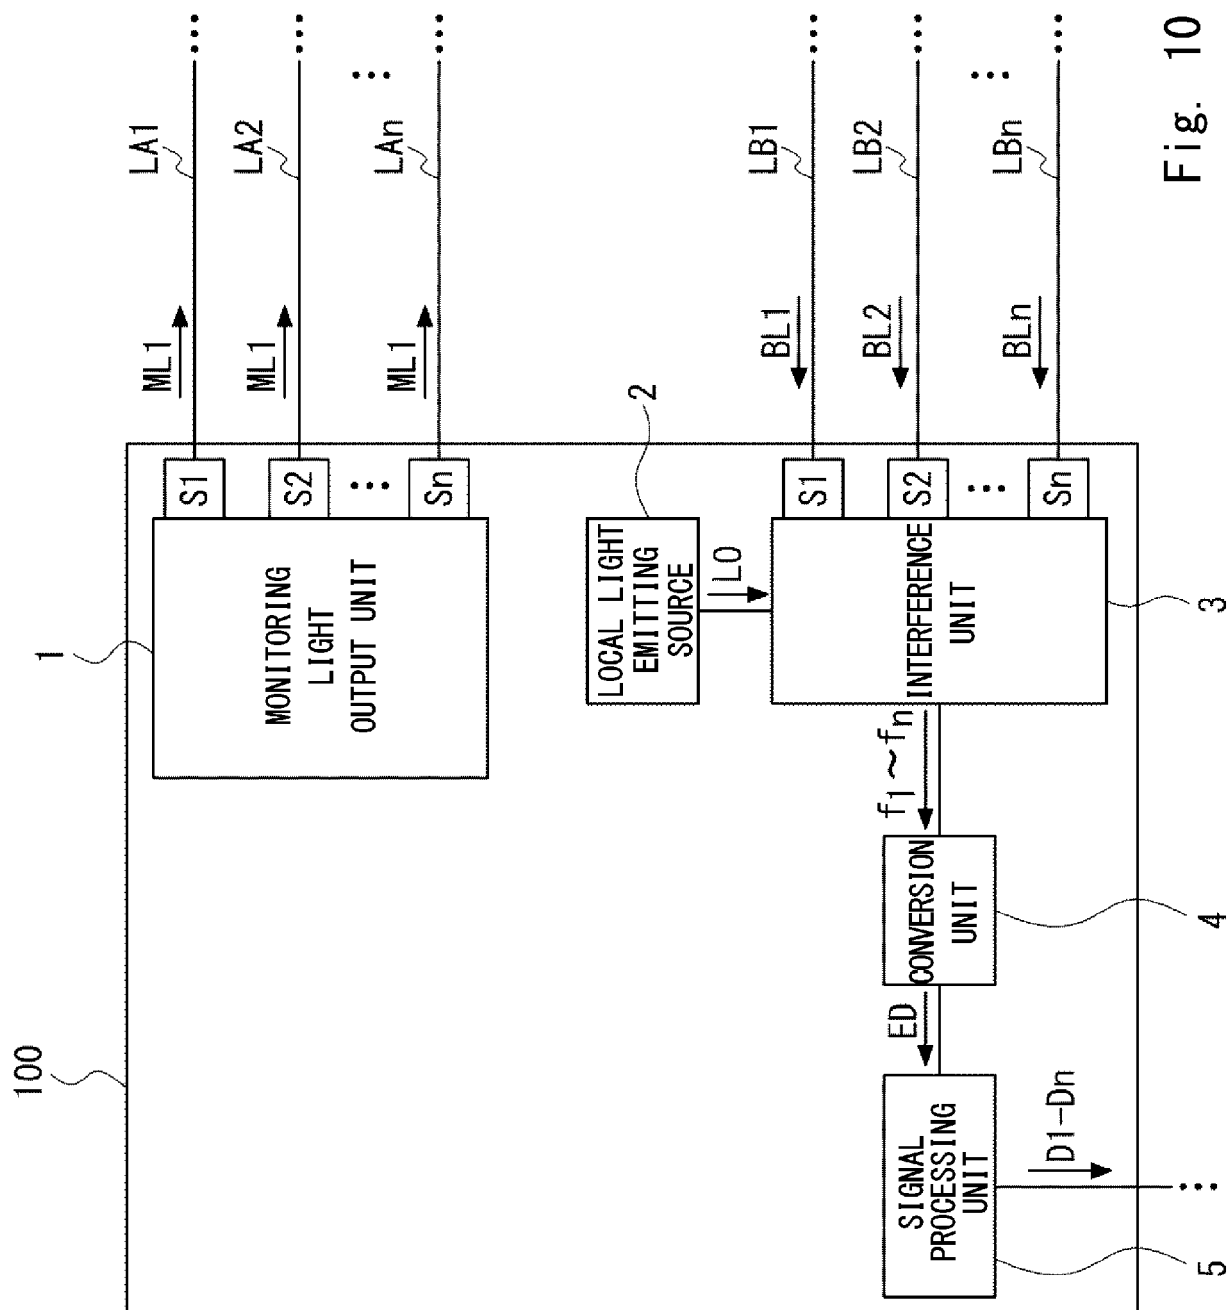 100
1
MONITORING
LIGHT
OUTPUT UNIT
S1
S2
Sn
ML1
ML1
ML1
LA1
LA2
LAn
2
LOCAL LIGHT
EMITTING
SOURCE
LO
5
SIGNAL
PROCESSING
UNIT
D1-Dn
ED
4
CONVERSION
UNIT
f1~fn
3
INTERFERENCE
UNIT
S1
S2
Sn
BL1
BL2
BLn
LB1
LB2
LBn
Fig. 10